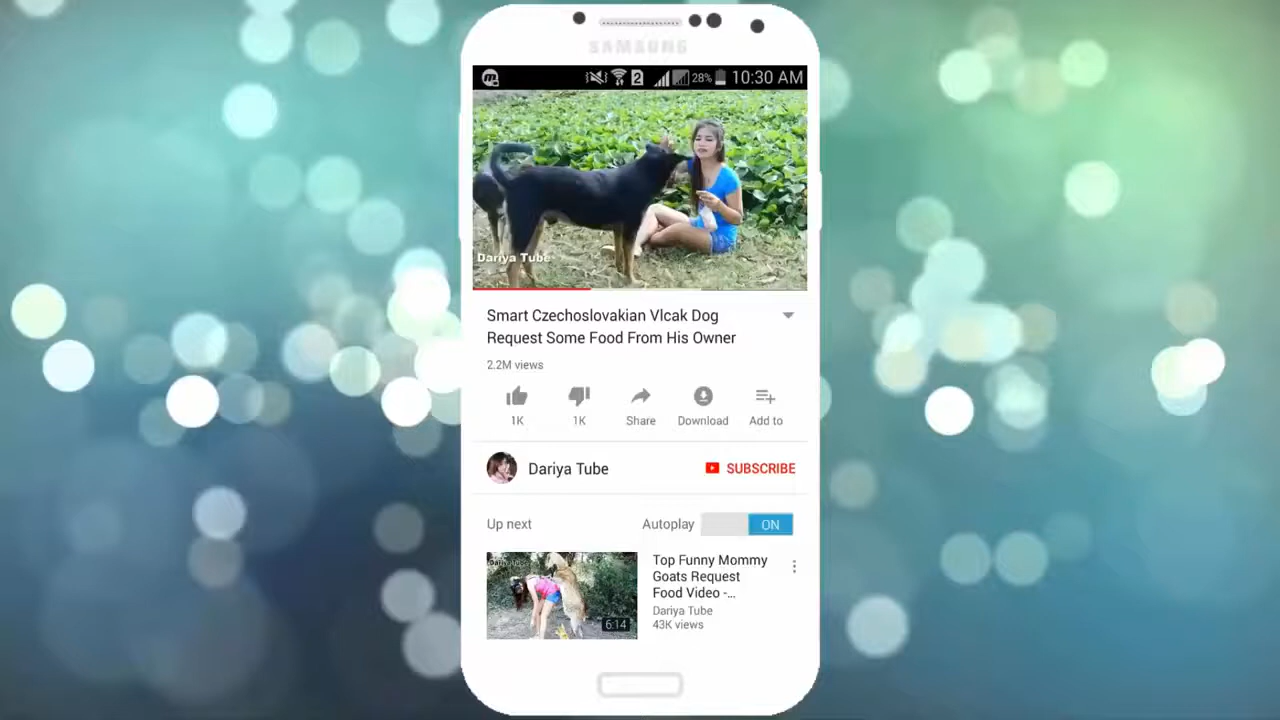 SAMSUNG
2 28% 10:30 AM
Dariya Tube
Smart Czechoslovakian Vlcak Dog
Request Some Food From His Owner
2.2M views
1K 1K Share Download Add to
Dariya Tube SUBSCRIBE
Up next Autoplay ON
Top Funny Mommy
Goats Request
Food Video -...
Dariya Tube
43K views
6:14